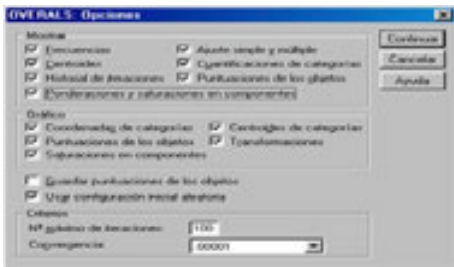 OVERALS: Opciones
Mostrar
Frecuencias
Ajuste simple y múltiple
Centroides
Cuantificaciones de categorías
Historial de iteraciones
Puntuaciones de los objetos
Ponderaciones y saturaciones en componentes
Continuar
Cancelar
Ayuda
Gráfico
Coordenadas de categorías
Centroides de categorías
Puntuaciones de los objetos
Transformaciones
Saturaciones en componentes
Guardar puntuaciones de los objetos
Usar configuración inicial aleatoria
Criterios
Nº máximo de iteraciones: 100
Convergencia: .00001